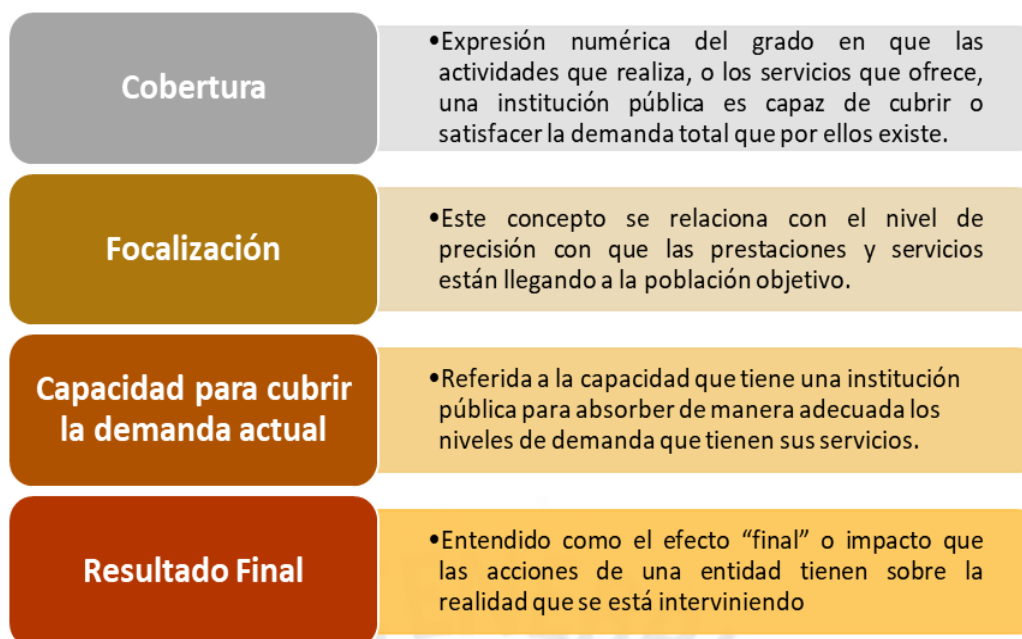 Cobertura
•Expresión numérica del grado en que las
actividades que realiza, o los servicios que ofrece,
una institución pública es capaz de cubrir o
satisfacer la demanda total que por ellos existe.
Focalización
•Este concepto se relaciona con el nivel de
precisión con que las prestaciones y servicios
están llegando a la población objetivo.
Capacidad para cubrir
la demanda actual
•Referida a la capacidad que tiene una institución
pública para absorber de manera adecuada los
niveles de demanda que tienen sus servicios.
Resultado Final
•Entendido como el efecto “final” o impacto que
las acciones de una entidad tienen sobre la
realidad que se está interviniendo